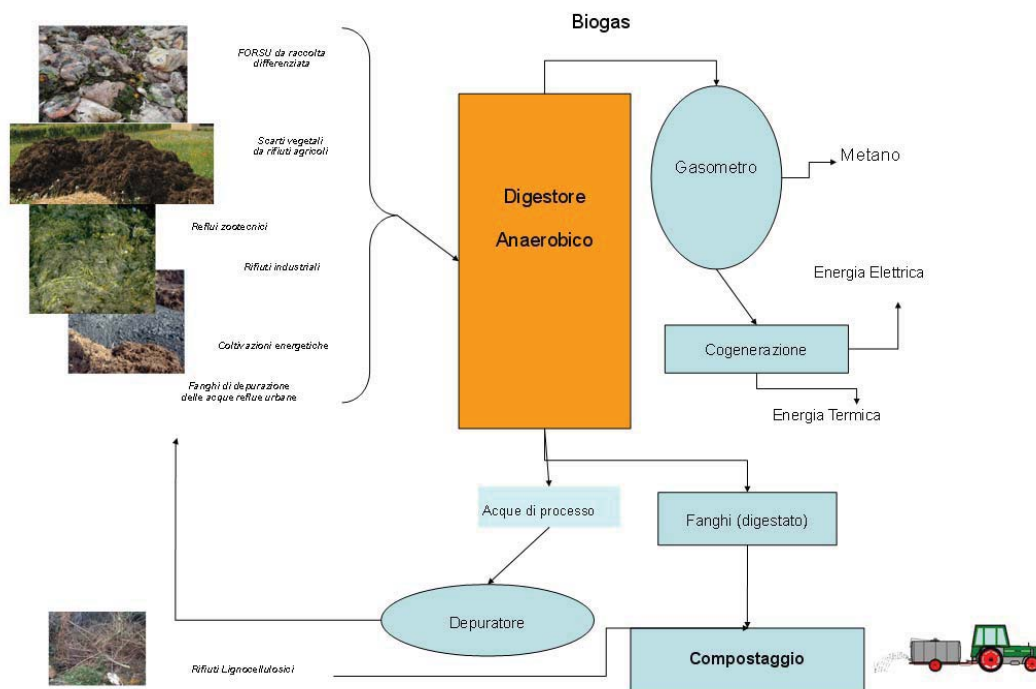 Biogas
FORSU da raccolta
differenziata
Scarti vegetali
da rifiuti agricoli
Reflui zootecnici
Rifiuti industriali
Coltivazioni energetiche
Fanghi di depurazione
delle acque reflue urbane
Digestore
Anaerobico
Gasometro
Metano
Energia Elettrica
Cogenerazione
Energia Termica
Acque di processo
Fanghi (digestato)
Depuratore
Rifiuti Lignocellulosici
Compostaggio